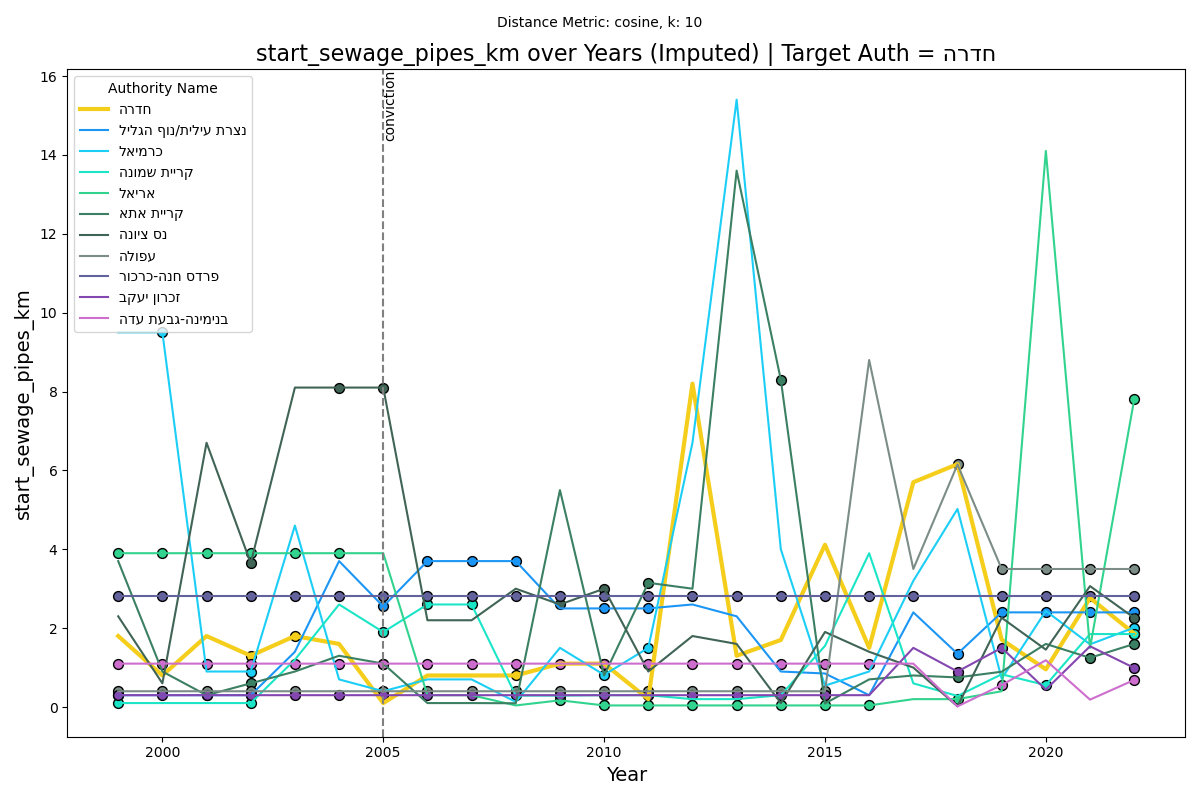 Distance Metric: cosine, k: 10
start_sewage_pipes_km over Years (Imputed) | Target Auth = חדרה
conviction
Authority Name
חדרה
נצרת עילית/נוף הגליל
כרמיאל
קריית שמונה
אריאל
קריית אתא
נס ציונה
עפולה
פרדס חנה-כרכור
זכרון יעקב
בנימינה-גבעת עדה
start_sewage_pipes_km
16
14
12
10
8
6
4
2
0
2000 2005 2010 2015 2020
Year